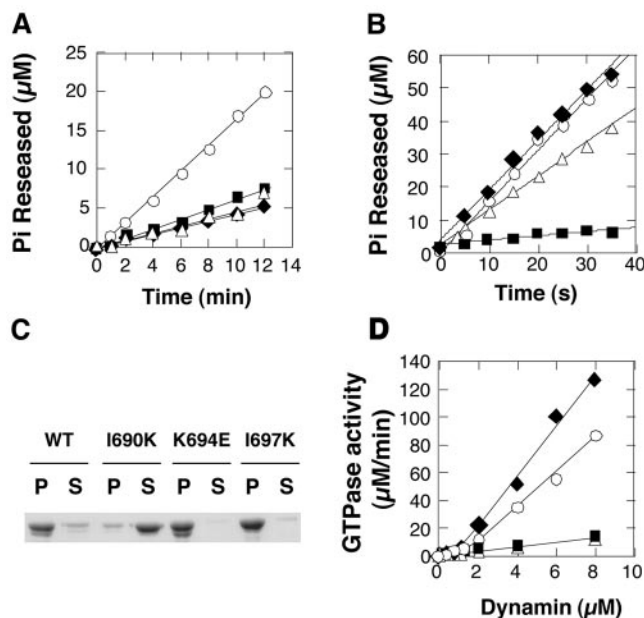 A
Pi Reseased (µM)
25
20
15
10
5
0
0 2 4 6 8 10 12 14
Time (min)
B
Pi Reseased (µM)
60
50
40
30
20
10
0
0 10 20 30 40
Time (s)
C
WT I690K K694E I697K
P S P S P S P S
D
GTPase activity
(µM/min)
140
120
100
80
60
40
20
0
0 2 4 6 8 10
Dynamin (µM)